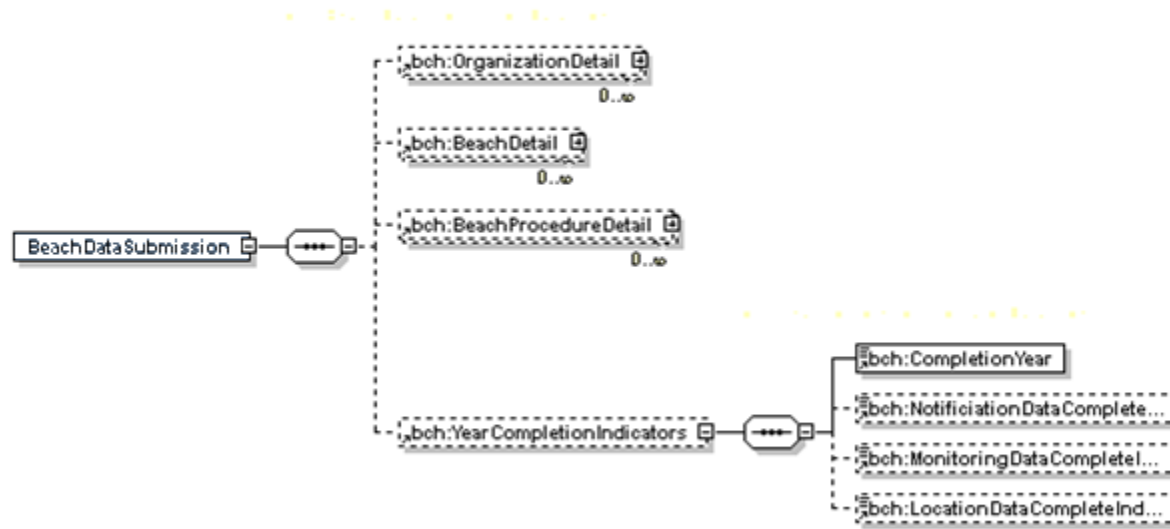 bch:OrganizationDetail
0..∞
bch:BeachDetail
0..∞
bch:BeachProcedureDetail
0..∞
BeachDataSubmission
bch:CompletionYear
bch:NotificiationDataComplete...
bch:YearCompletionIndicators
bch:MonitoringDataCompleteI...
bch:LocationDataCompleteInd...